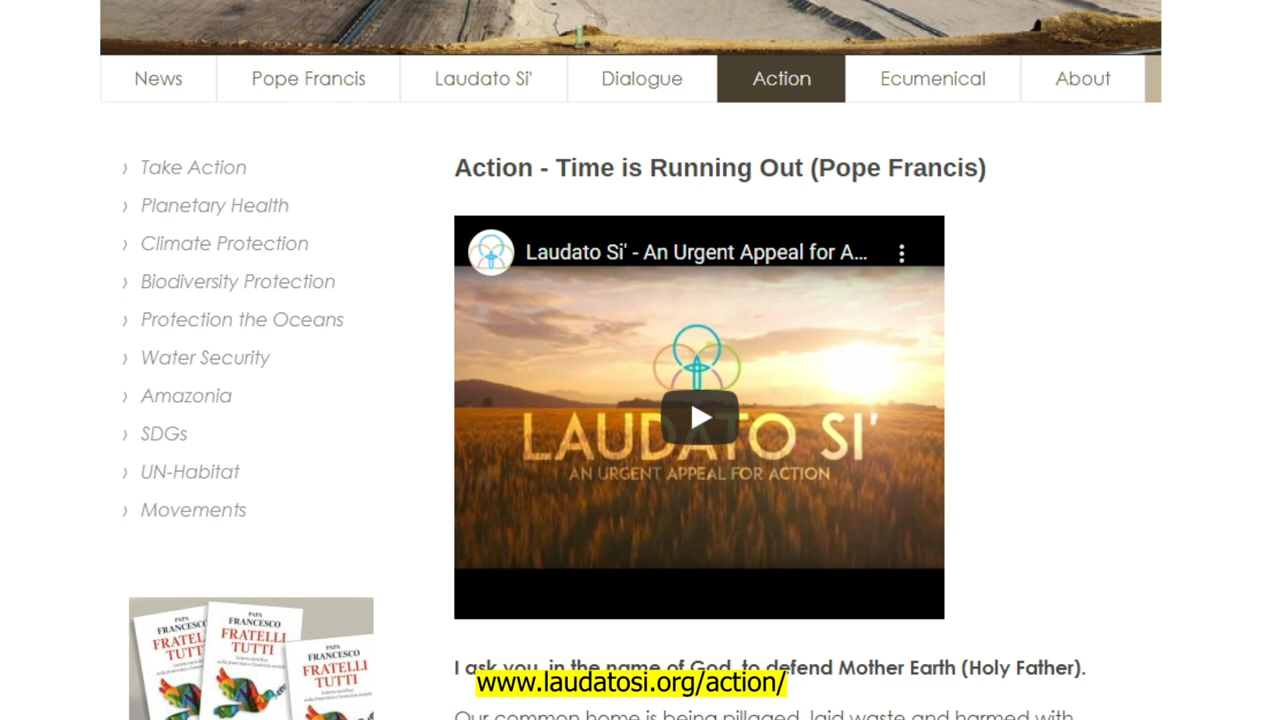 News
Pope Francis
Laudato Si'
Dialogue
Action
Ecumenical
About
› Take Action
› Planetary Health
› Climate Protection
› Biodiversity Protection
› Protection the Oceans
› Water Security
› Amazonia
› SDGs
› UN-Habitat
› Movements
Action - Time is Running Out (Pope Francis)
Laudato Si' - An Urgent Appeal for A...
LAUDATO SI'
AN URGENT APPEAL FOR ACTION
PAPA
FRANCESCO
FRATELLI
TUTTI
PAPA
FRANCESCO
FRATELLI
TUTTI
PAPA
FRANCESCO
FRATELLI
TUTTI
I ask you, in the name of God, to defend Mother Earth (Holy Father).
www.laudatosi.org/action/
Our common home is being pillaged, laid waste and harmed with